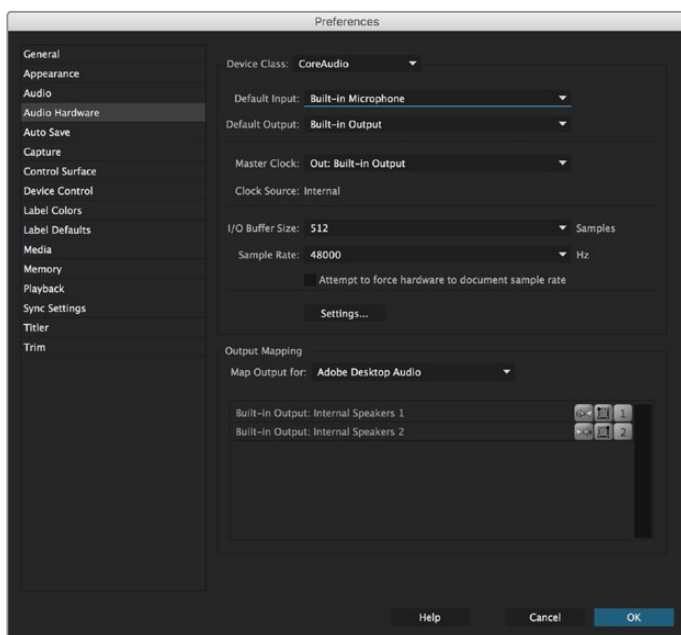 Preferences
General
Appearance
Audio
Audio Hardware
Auto Save
Capture
Control Surface
Device Control
Label Colors
Label Defaults
Media
Memory
Playback
Sync Settings
Titler
Trim
Device Class: CoreAudio
Default Input: Built-in Microphone
Default Output: Built-in Output
Master Clock: Out: Built-in Output
Clock Source: Internal
I/O Buffer Size: 512 Samples
Sample Rate: 48000 Hz
Attempt to force hardware to document sample rate
Settings...
Output Mapping
Map Output for: Adobe Desktop Audio
Built-in Output: Internal Speakers 1 1
Built-in Output: Internal Speakers 2 2
Help Cancel OK